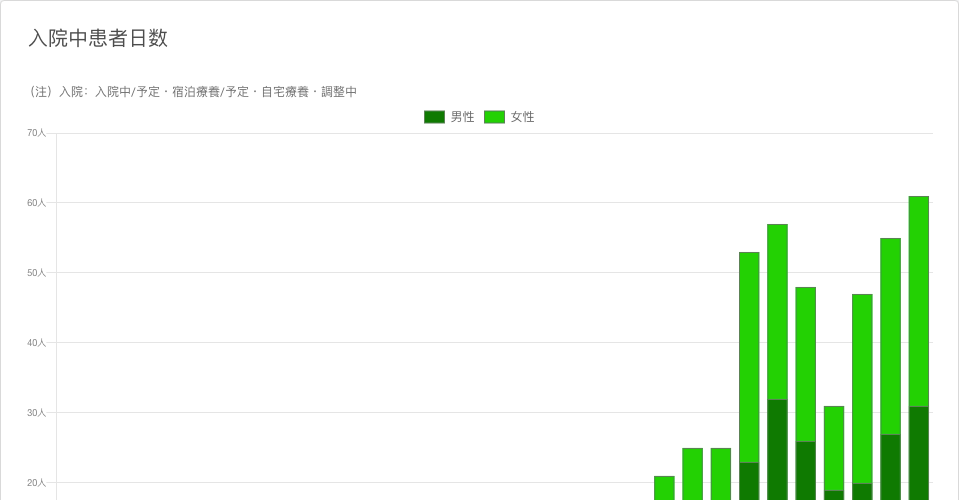 入院中患者日数
(注) 入院: 入院中/予定・宿泊療養/予定・自宅療養・調整中
男性 女性
70人
60人
50人
40人
30人
20人